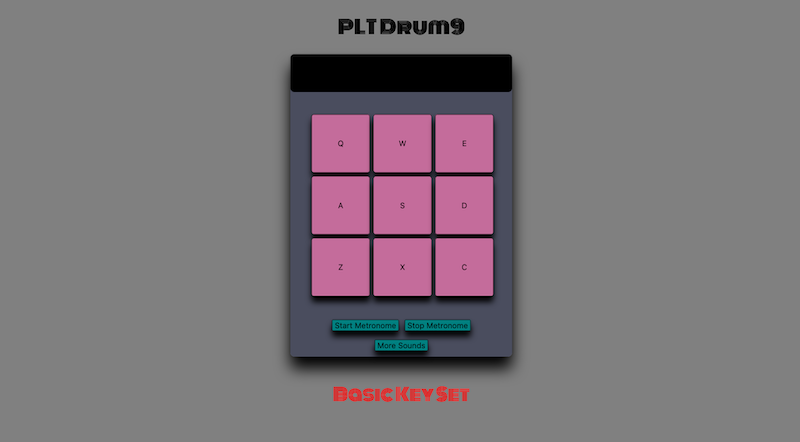 PLTDrum9
Q W E
A S D
Z X C
Start Metronome Stop Metronome
More Sounds
Basic Key Set